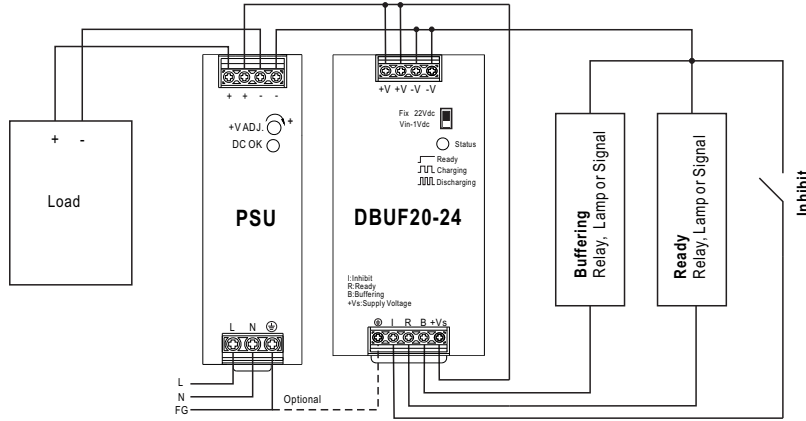 + + - -
+V +V -V -V
Fix 22Vdc
Vin-1Vdc
+V ADJ. +
DC OK
Status
Ready
Charging
Discharging
+ -
Load
PSU
DBUF20-24
Buffering
Relay, Lamp or Signal
Ready
Relay, Lamp or Signal
Inhibit
I:Inhibit
R:Ready
B:Buffering
+Vs:Supply Voltage
L N ⏚
⏚ I R B +Vs
L
N
FG
Optional